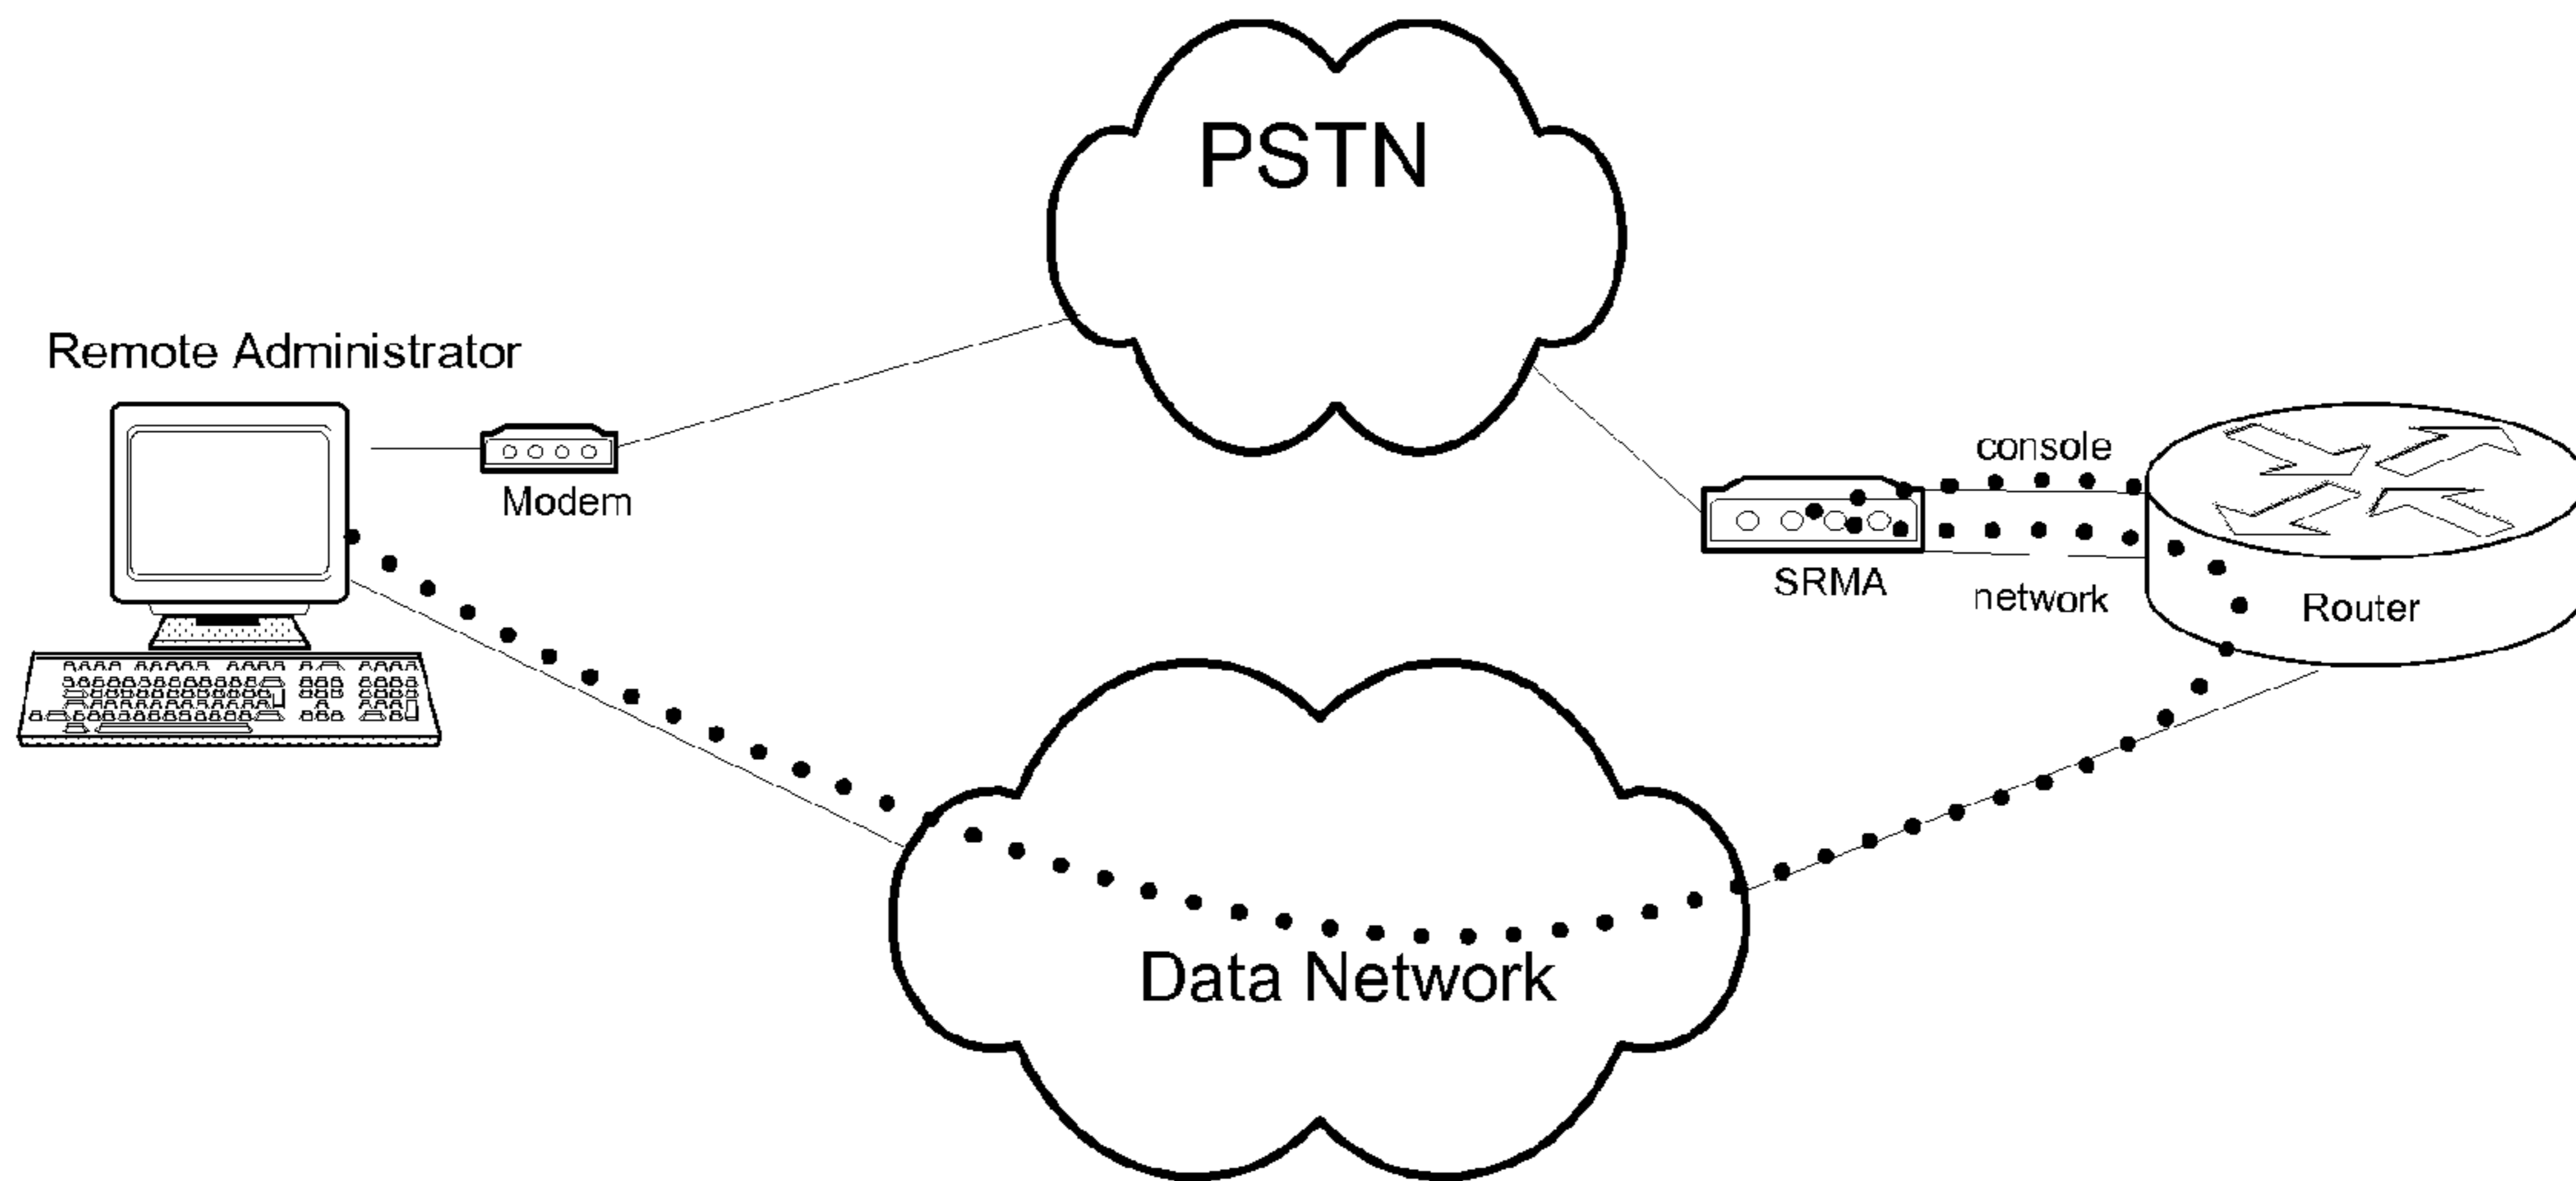 PSTN
Remote Administrator
Modem
console
SRMA
network
Router
Data Network